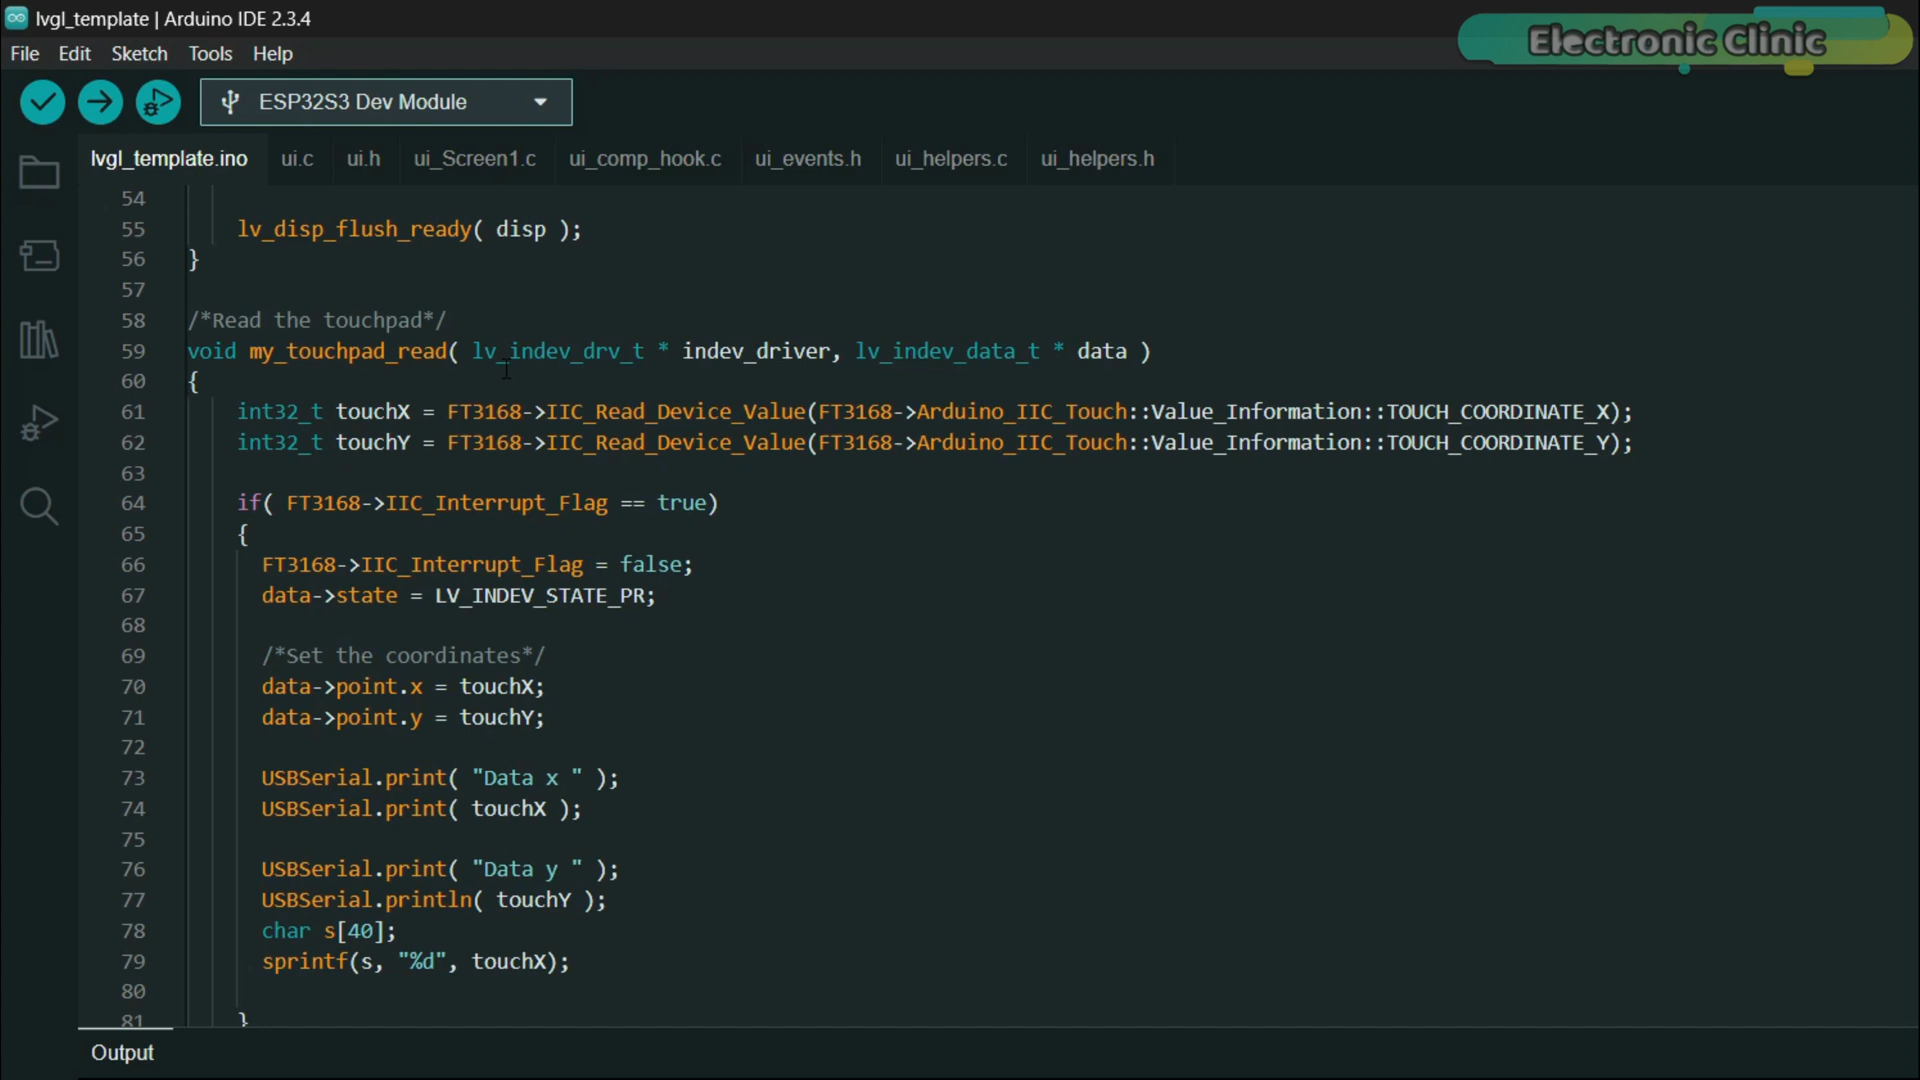 lvgl_template | Arduino IDE 2.3.4
Electronic Clinic
File Edit Sketch Tools Help
ESP32S3 Dev Module
lvgl_template.ino ui.c ui.h ui_Screen1.c ui_comp_hook.c ui_events.h ui_helpers.c ui_helpers.h
54
55 lv_disp_flush_ready( disp );
56 }
57
58 /*Read the touchpad*/
59 void my_touchpad_read( lv_indev_drv_t * indev_driver, lv_indev_data_t * data )
60 {
61 int32_t touchX = FT3168->IIC_Read_Device_Value(FT3168->Arduino_IIC_Touch::Value_Information::TOUCH_COORDINATE_X);
62 int32_t touchY = FT3168->IIC_Read_Device_Value(FT3168->Arduino_IIC_Touch::Value_Information::TOUCH_COORDINATE_Y);
63
64 if( FT3168->IIC_Interrupt_Flag == true)
65 {
66 FT3168->IIC_Interrupt_Flag = false;
67 data->state = LV_INDEV_STATE_PR;
68
69 /*Set the coordinates*/
70 data->point.x = touchX;
71 data->point.y = touchY;
72
73 USBSerial.print( "Data x " );
74 USBSerial.print( touchX );
75
76 USBSerial.print( "Data y " );
77 USBSerial.println( touchY );
78 char s[40];
79 sprintf(s, "%d", touchX);
80
81 }
Output